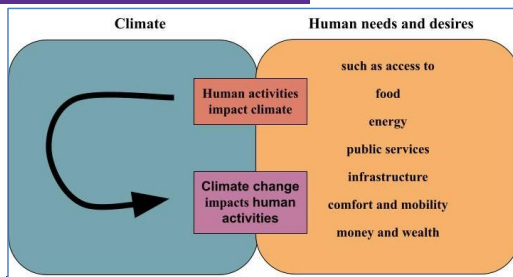 Climate
Human needs and desires
Human activities
impact climate
Climate change
impacts human
activities
such as access to
food
energy
public services
infrastructure
comfort and mobility
money and wealth